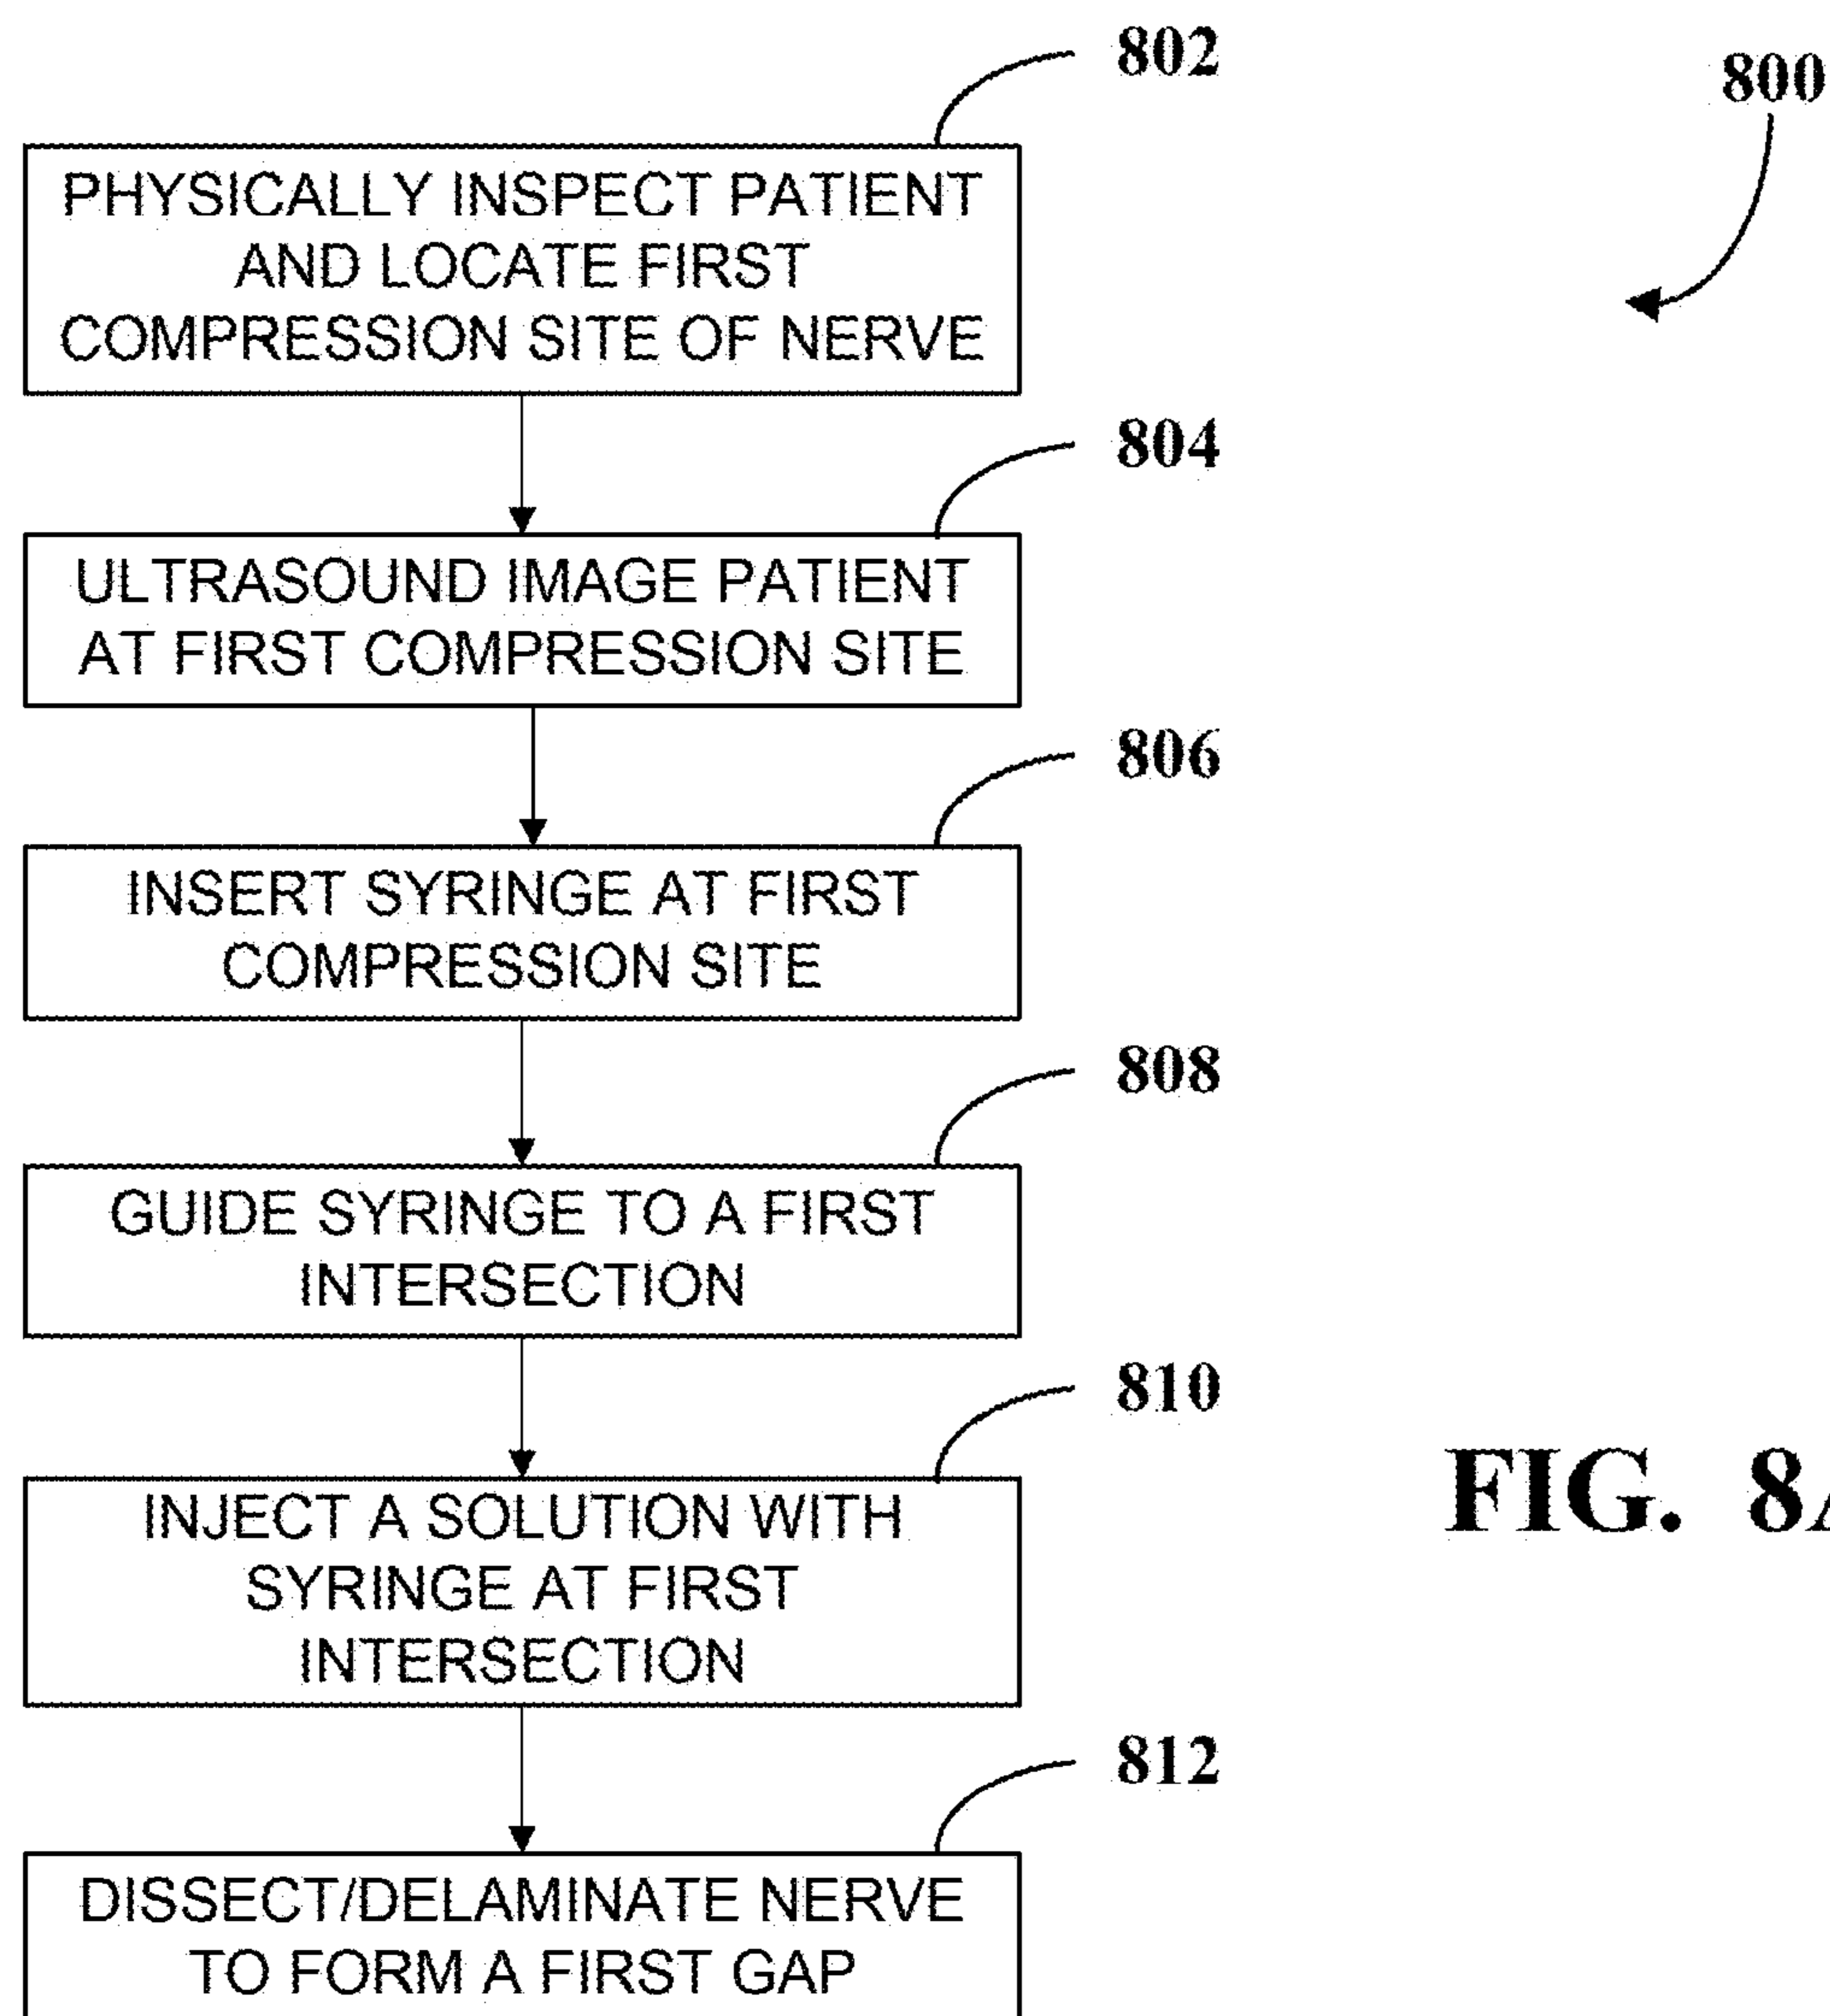 802
800
PHYSICALLY INSPECT PATIENT
AND LOCATE FIRST
COMPRESSION SITE OF NERVE
804
ULTRASOUND IMAGE PATIENT
AT FIRST COMPRESSION SITE
806
INSERT SYRINGE AT FIRST
COMPRESSION SITE
808
GUIDE SYRINGE TO A FIRST
INTERSECTION
810
INJECT A SOLUTION WITH
SYRINGE AT FIRST
INTERSECTION
FIG. 8A
812
DISSECT/DELAMINATE NERVE
TO FORM A FIRST GAP